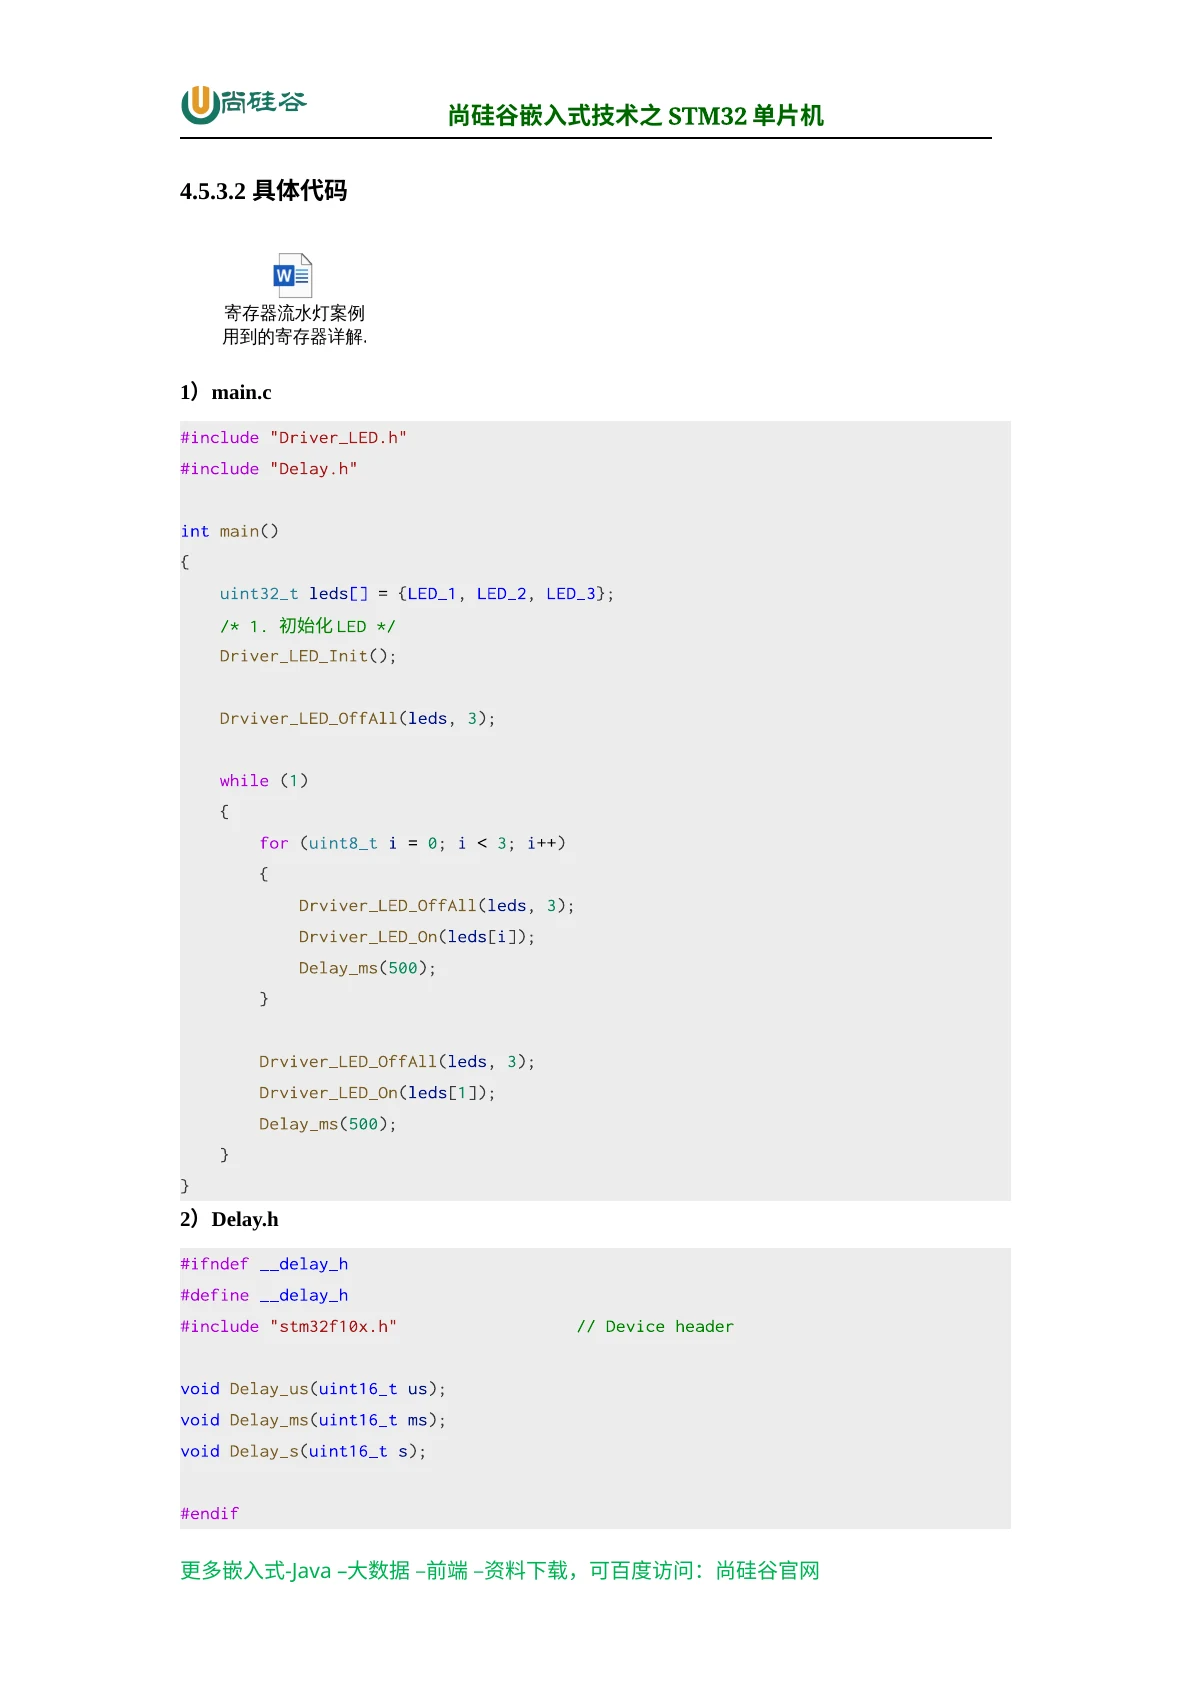 尚硅谷
尚硅谷嵌入式技术之 STM32 单片机
4.5.3.2 具体代码
W
寄存器流水灯案例
用到的寄存器详解.
1）main.c
#include "Driver_LED.h"
#include "Delay.h"
int main()
{
    uint32_t leds[] = {LED_1, LED_2, LED_3};
    /* 1. 初始化 LED */
    Driver_LED_Init();
    Drviver_LED_OffAll(leds, 3);
    while (1)
    {
        for (uint8_t i = 0; i < 3; i++)
        {
            Drviver_LED_OffAll(leds, 3);
            Drviver_LED_On(leds[i]);
            Delay_ms(500);
        }
        Drviver_LED_OffAll(leds, 3);
        Drviver_LED_On(leds[1]);
        Delay_ms(500);
    }
}
2）Delay.h
#ifndef __delay_h
#define __delay_h
#include "stm32f10x.h"                  // Device header
void Delay_us(uint16_t us);
void Delay_ms(uint16_t ms);
void Delay_s(uint16_t s);
#endif
更多嵌入式-Java –大数据 –前端 –资料下载，可百度访问：尚硅谷官网